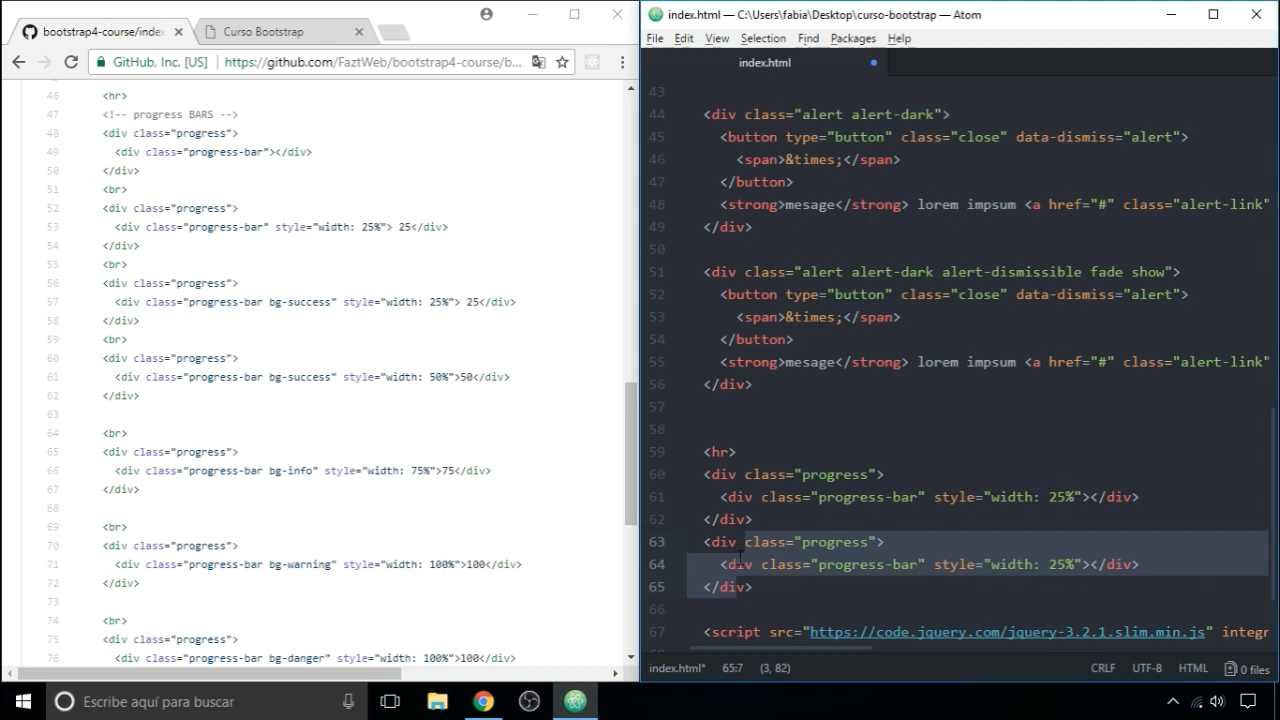 bootstrap4-course/index
Curso Bootstrap
GitHub, Inc. [US]
https://github.com/FaztWeb/bootstrap4-course/b...
46 <hr>
47 <!-- progress BARS -->
48 <div class="progress">
49 <div class="progress-bar"></div>
50 </div>
51 <br>
52 <div class="progress">
53 <div class="progress-bar" style="width: 25%"> 25</div>
54 </div>
55 <br>
56 <div class="progress">
57 <div class="progress-bar bg-success" style="width: 25%"> 25</div>
58 </div>
59 <br>
60 <div class="progress">
61 <div class="progress-bar bg-success" style="width: 50%">50</div>
62 </div>
63
64 <br>
65 <div class="progress">
66 <div class="progress-bar bg-info" style="width: 75%">75</div>
67 </div>
68
69 <br>
70 <div class="progress">
71 <div class="progress-bar bg-warning" style="width: 100%">100</div>
72 </div>
73
74 <br>
75 <div class="progress">
76 <div class="progress-bar bg-danger" style="width: 100%">100</div>
index.html — C:\Users\fabia\Desktop\curso-bootstrap — Atom
File Edit View Selection Find Packages Help
index.html
43
44 <div class="alert alert-dark">
45 <button type="button" class="close" data-dismiss="alert">
46 <span>&times;</span>
47 </button>
48 <strong>mesage</strong> lorem impsum <a href="#" class="alert-link"
49 </div>
50
51 <div class="alert alert-dark alert-dismissible fade show">
52 <button type="button" class="close" data-dismiss="alert">
53 <span>&times;</span>
54 </button>
55 <strong>mesage</strong> lorem impsum <a href="#" class="alert-link"
56 </div>
57
58
59 <hr>
60 <div class="progress">
61 <div class="progress-bar" style="width: 25%"></div>
62 </div>
63 <div class="progress">
64 <div class="progress-bar" style="width: 25%"></div>
65 </div>
66
67 <script src="https://code.jquery.com/jquery-3.2.1.slim.min.js" integr
index.html* 65:7 (3, 82) CRLF UTF-8 HTML 0 files
Escribe aquí para buscar